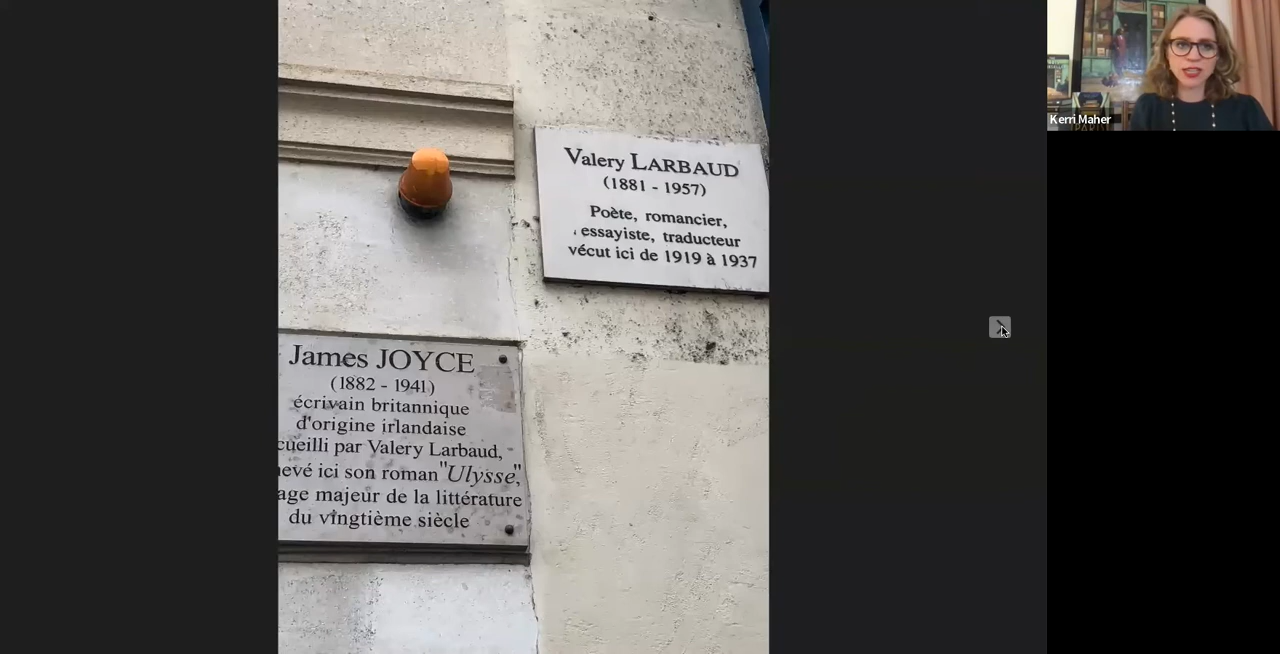 Valery LARBAUD
(1881 - 1957)
Poète, romancier,
essayiste, traducteur
vécut ici de 1919 à 1937
James JOYCE
(1882 - 1941)
écrivain britannique
d'origine irlandaise
cueilli par Valery Larbaud,
evé ici son roman "Ulysse",
age majeur de la littérature
du vingtième siècle
Kerri Maher